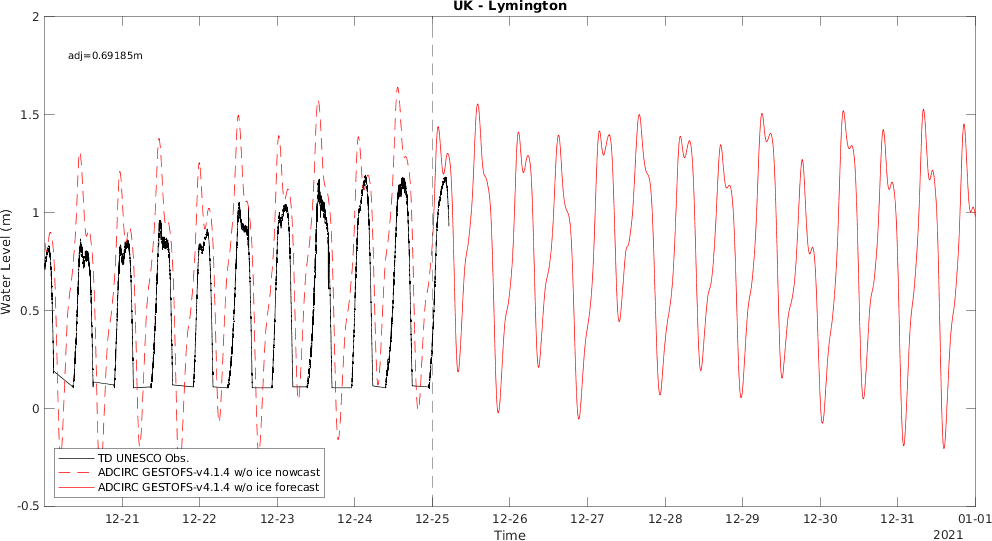 UK - Lymington
adj=0.69185m
Water Level (m)
2
1.5
1
0.5
0
-0.5
TD UNESCO Obs.
ADCIRC GESTOFS-v4.1.4 w/o ice nowcast
ADCIRC GESTOFS-v4.1.4 w/o ice forecast
12-21 12-22 12-23 12-24 12-25 12-26 12-27 12-28 12-29 12-30 12-31 01-01
Time
2021